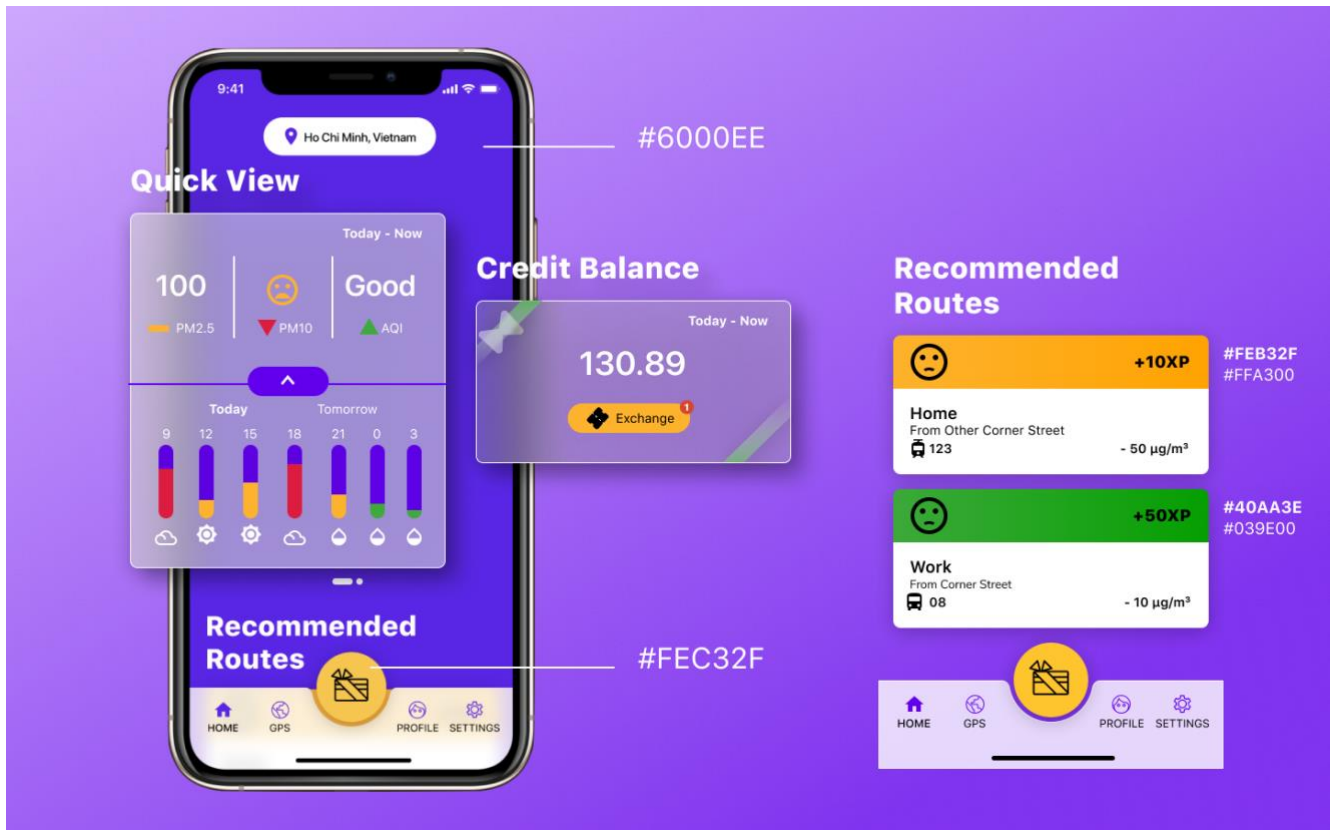 9:41
Ho Chi Minh, Vietnam
#6000EE
Quick View
Today - Now
100
Good
PM2.5
PM10
AQI
Today
Tomorrow
9 12 15 18 21 0 3
Credit Balance
Today - Now
130.89
Exchange
1
Recommended
Routes
#FEC32F
HOME GPS PROFILE SETTINGS
Recommended
Routes
+10XP
#FEB32F
#FFA300
Home
From Other Corner Street
123
- 50 µg/m³
+50XP
#40AA3E
#039E00
Work
From Corner Street
08
- 10 µg/m³
HOME GPS PROFILE SETTINGS